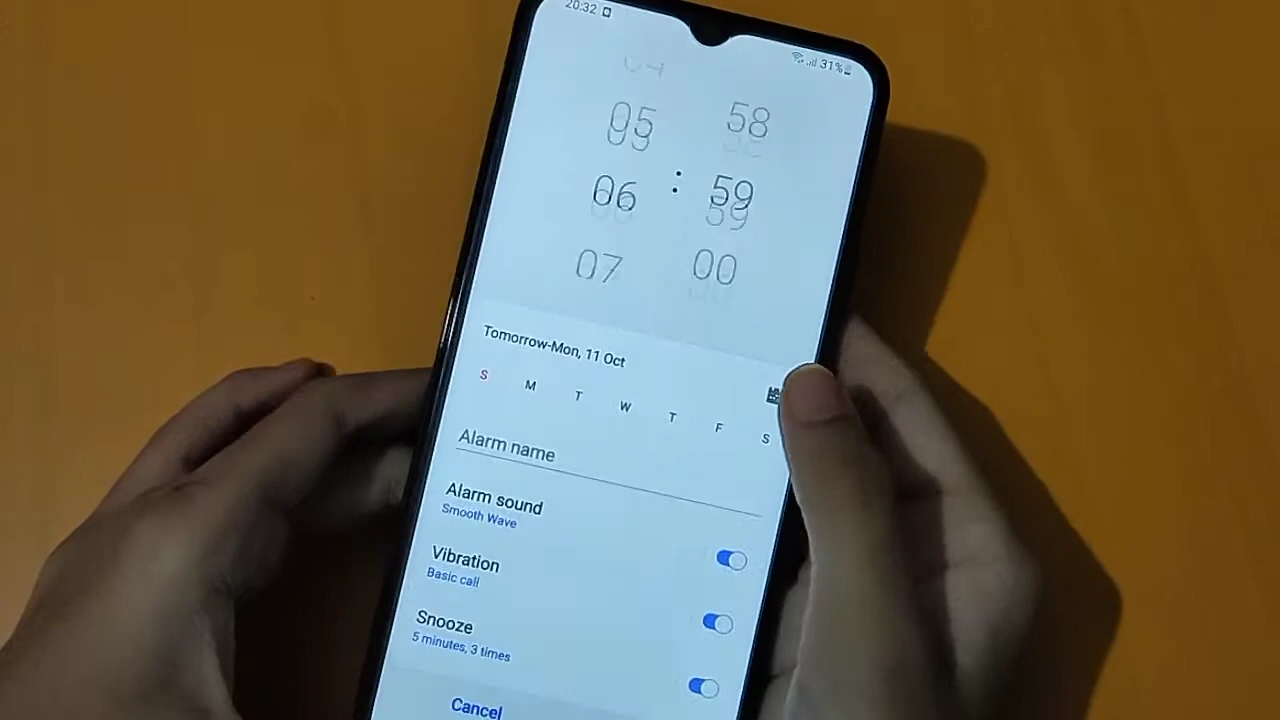 20:32
31%
04
05 58
06 : 59
07 00
Tomorrow-Mon, 11 Oct
S M T W T F S
Alarm name
Alarm sound
Smooth Wave
Vibration
Basic call
Snooze
5 minutes, 3 times
Cancel